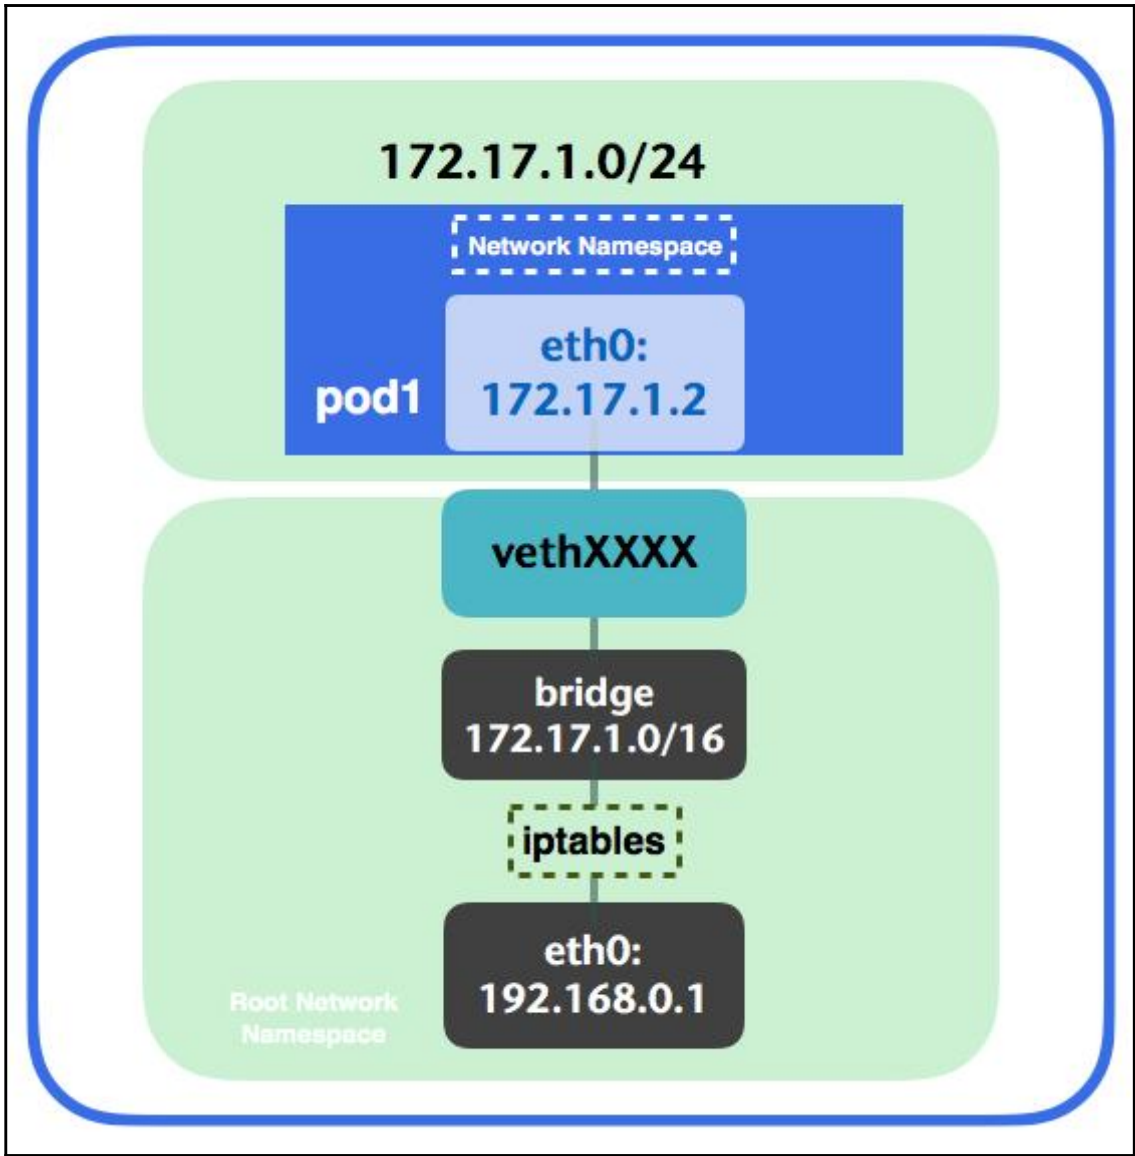 172.17.1.0/24
Network Namespace
eth0:
172.17.1.2
pod1
vethXXXX
bridge
172.17.1.0/16
iptables
eth0:
192.168.0.1
Root Network
Namespace